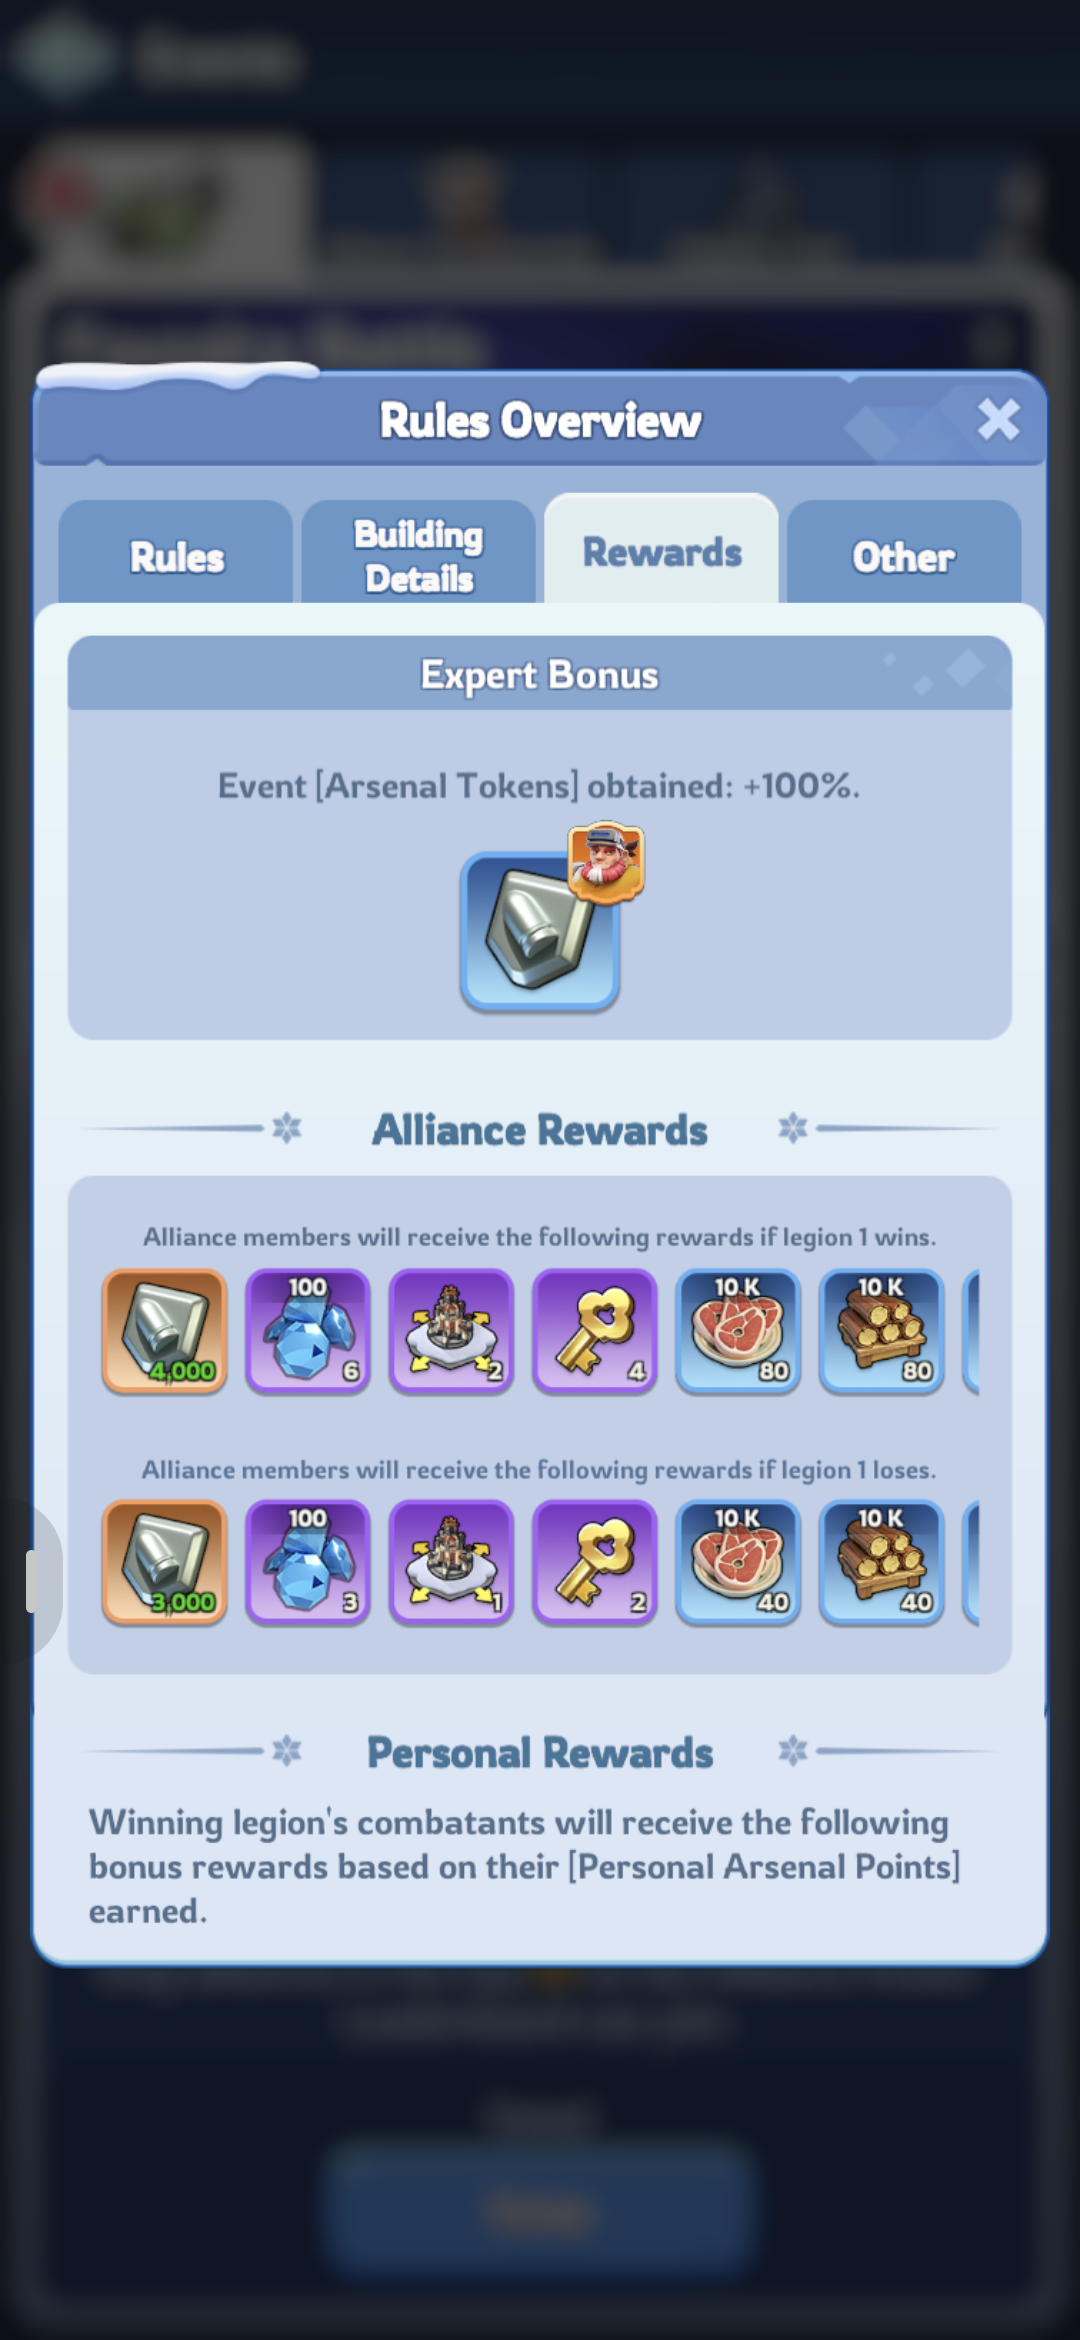 Rules Overview
Rules
Building
Details
Rewards
Other
Expert Bonus
Event [Arsenal Tokens] obtained: +100%.
Alliance Rewards
Alliance members will receive the following rewards if legion 1 wins.
100
10 K
10 K
4,000
6
2
4
80
80
Alliance members will receive the following rewards if legion 1 loses.
100
10 K
10 K
3,000
3
1
2
40
40
Personal Rewards
Winning legion's combatants will receive the following
bonus rewards based on their [Personal Arsenal Points]
earned.